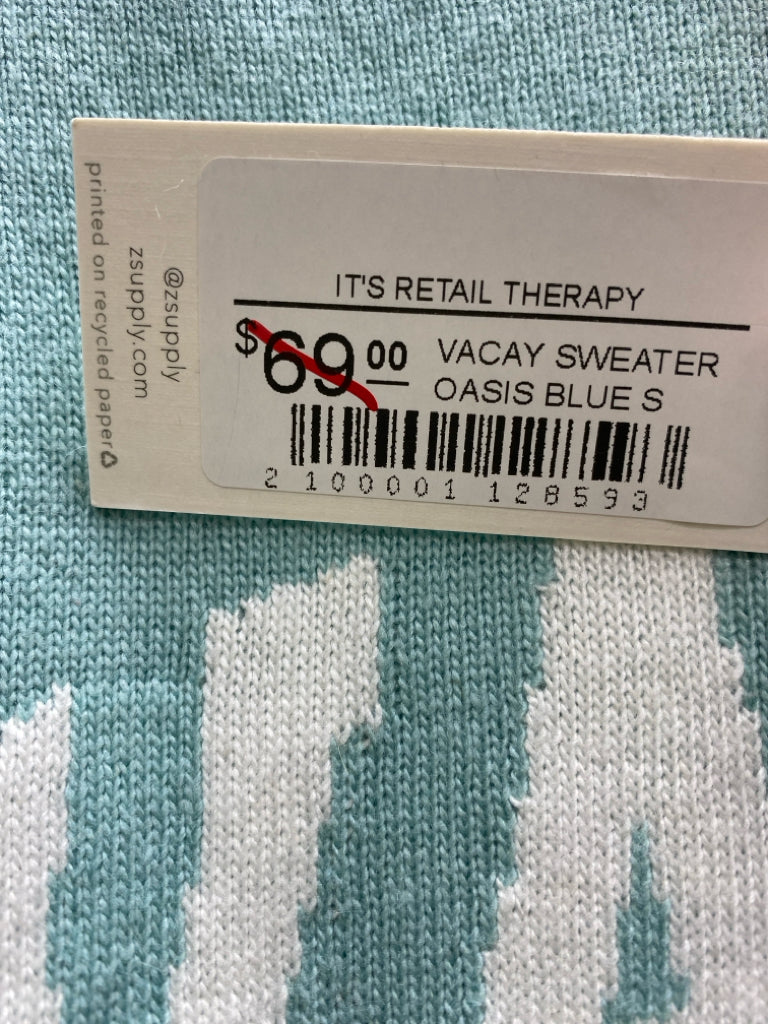 printed on recycled paper
zsupply.com
@zsupply
IT'S RETAIL THERAPY
$69.00
VACAY SWEATER
OASIS BLUE S
2 100001 128593